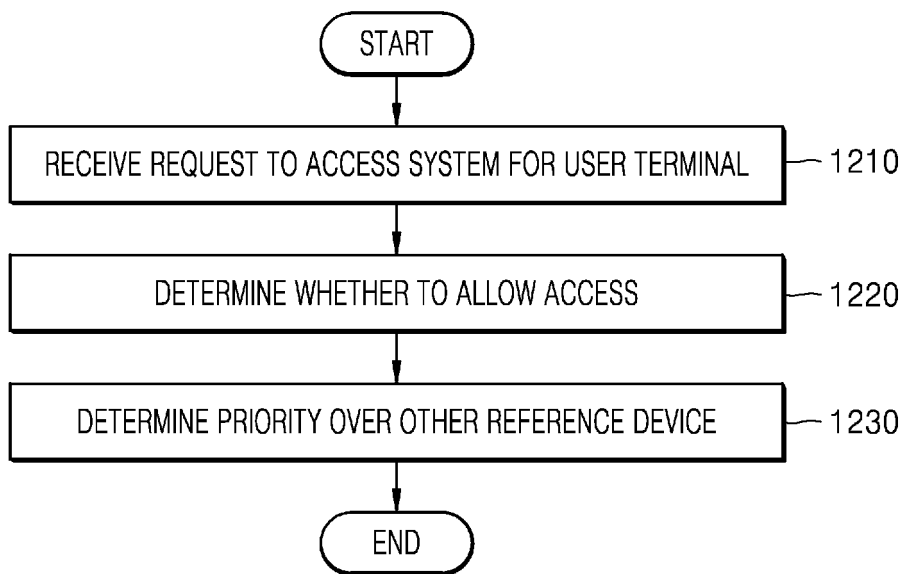 START
RECEIVE REQUEST TO ACCESS SYSTEM FOR USER TERMINAL
1210
DETERMINE WHETHER TO ALLOW ACCESS
1220
DETERMINE PRIORITY OVER OTHER REFERENCE DEVICE
1230
END